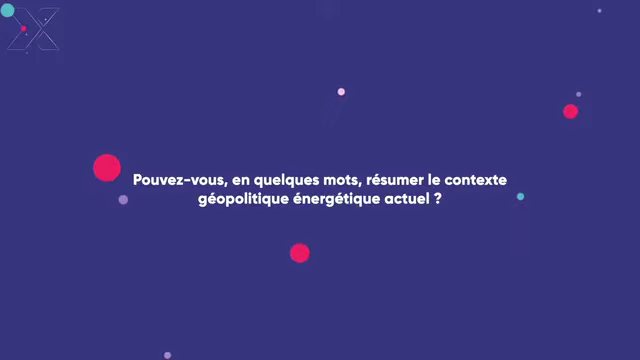 Pouvez-vous, en quelques mots, résumer le contexte
géopolitique énergétique actuel ?